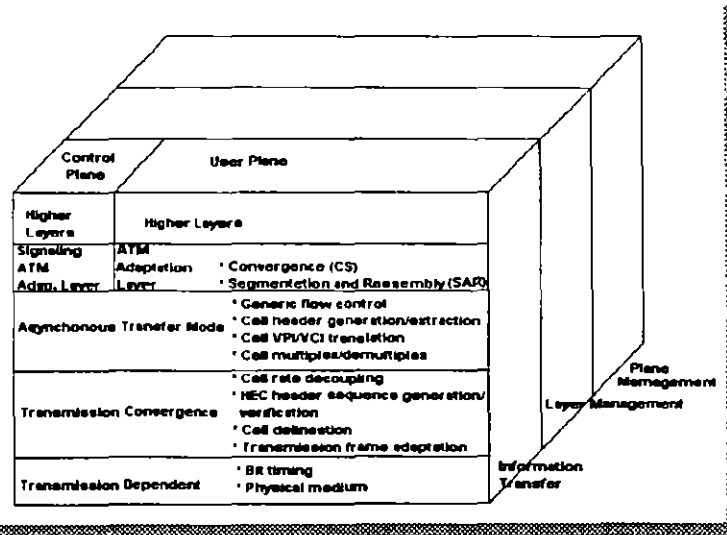 Control
Plane
User Plane
Higher
Layers
Higher Layers
Signaling
ATM
Adap. Layer
ATM
Adaptation
Layer
* Convergence (CS)
* Segmentation and Reassembly (SAR)
Asynchonous Transfer Mode
* Generic flow control
* Cell header generation/extraction
* Cell VPI/VCI translation
* Cell multiplex/demultiplex
Transmission Convergence
* Cell rate decoupling
* HEC header sequence generation/
verification
* Cell delineation
* Transmission frame adaptation
Transmission Dependent
* Bit timing
* Physical medium
Plane
Management
Layer Management
Information
Transfer